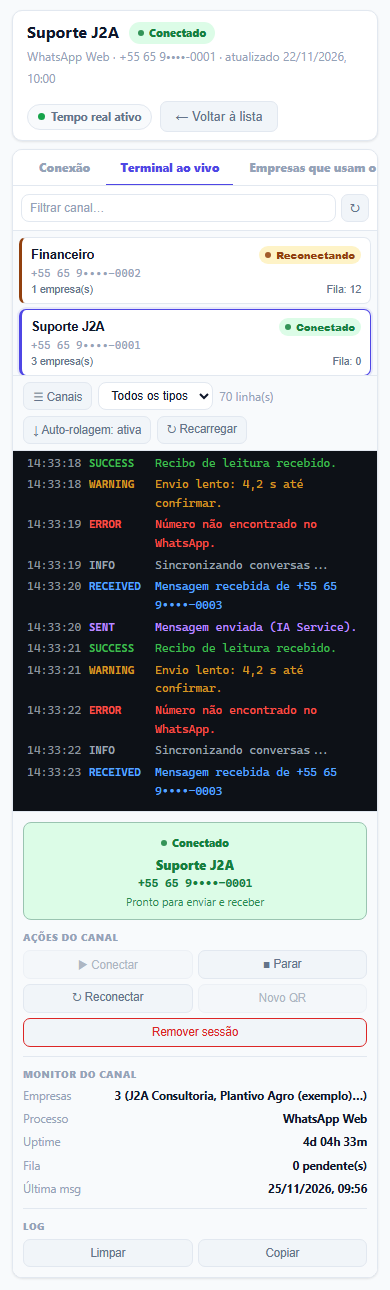 Suporte J2A ● Conectado
WhatsApp Web · +55 65 9••••-0001 · atualizado 22/11/2026,
10:00
● Tempo real ativo ← Voltar à lista
Conexão Terminal ao vivo Empresas que usam o
Filtrar canal... ↻
Financeiro ● Reconectando
+55 65 9••••-0002
1 empresa(s) Fila: 12
Suporte J2A ● Conectado
+55 65 9••••-0001
3 empresa(s) Fila: 0
☰ Canais Todos os tipos 70 linha(s)
↓ Auto-rolagem: ativa ↻ Recarregar
14:33:18 SUCCESS Recibo de leitura recebido.
14:33:18 WARNING Envio lento: 4,2 s até
confirmar.
14:33:19 ERROR Número não encontrado no
WhatsApp.
14:33:19 INFO Sincronizando conversas...
14:33:20 RECEIVED Mensagem recebida de +55 65
9••••-0003
14:33:20 SENT Mensagem enviada (IA Service).
14:33:21 SUCCESS Recibo de leitura recebido.
14:33:21 WARNING Envio lento: 4,2 s até
confirmar.
14:33:22 ERROR Número não encontrado no
WhatsApp.
14:33:22 INFO Sincronizando conversas...
14:33:23 RECEIVED Mensagem recebida de +55 65
9••••-0003
● Conectado
Suporte J2A
+55 65 9••••-0001
Pronto para enviar e receber
AÇÕES DO CANAL
▶ Conectar ■ Parar
↻ Reconectar Novo QR
Remover sessão
MONITOR DO CANAL
Empresas 3 (J2A Consultoria, Plantivo Agro (exemplo)...)
Processo WhatsApp Web
Uptime 4d 04h 33m
Fila 0 pendente(s)
Última msg 25/11/2026, 09:56
LOG
Limpar Copiar